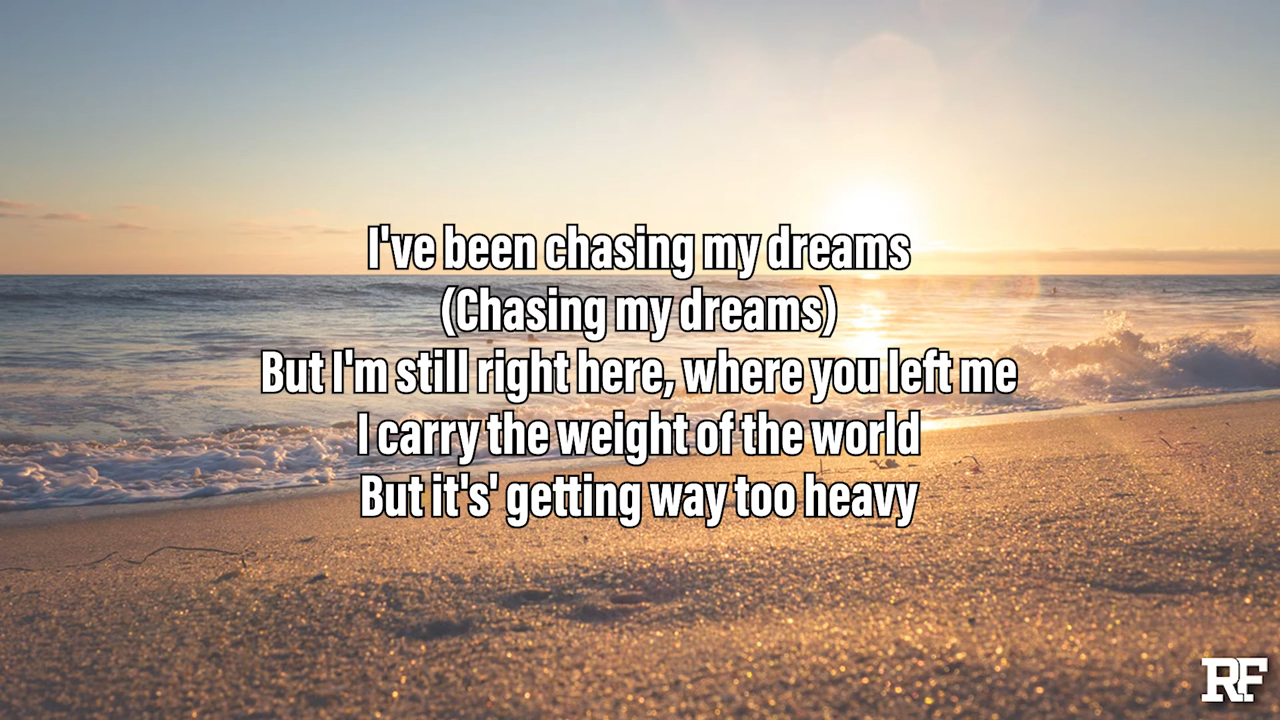 I've been chasing my dreams
(Chasing my dreams)
But I'm still right here, where you left me
I carry the weight of the world
But it's' getting way too heavy
RF